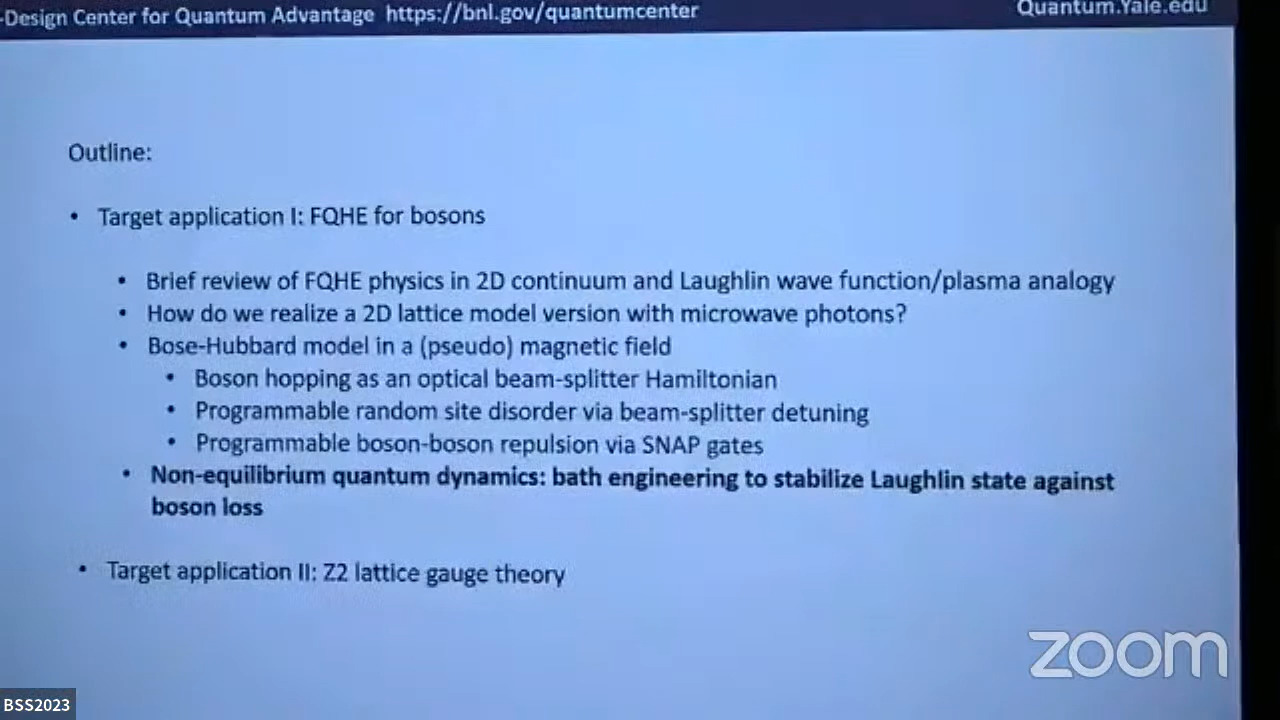 -Design Center for Quantum Advantage https://bnl.gov/quantumcenter
Quantum.Yale.edu
Outline:
• Target application I: FQHE for bosons
• Brief review of FQHE physics in 2D continuum and Laughlin wave function/plasma analogy
• How do we realize a 2D lattice model version with microwave photons?
• Bose-Hubbard model in a (pseudo) magnetic field
• Boson hopping as an optical beam-splitter Hamiltonian
• Programmable random site disorder via beam-splitter detuning
• Programmable boson-boson repulsion via SNAP gates
• Non-equilibrium quantum dynamics: bath engineering to stabilize Laughlin state against
boson loss
• Target application II: Z2 lattice gauge theory
zoom
BSS2023